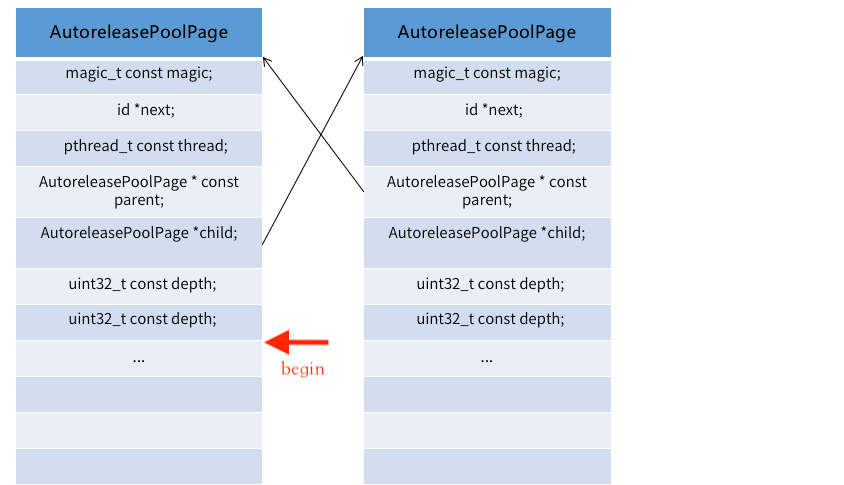 AutoreleasePoolPage
magic_t const magic;
id *next;
pthread_t const thread;
AutoreleasePoolPage * const
parent;
AutoreleasePoolPage *child;
uint32_t const depth;
uint32_t const depth;
...
begin
AutoreleasePoolPage
magic_t const magic;
id *next;
pthread_t const thread;
AutoreleasePoolPage * const
parent;
AutoreleasePoolPage *child;
uint32_t const depth;
uint32_t const depth;
...